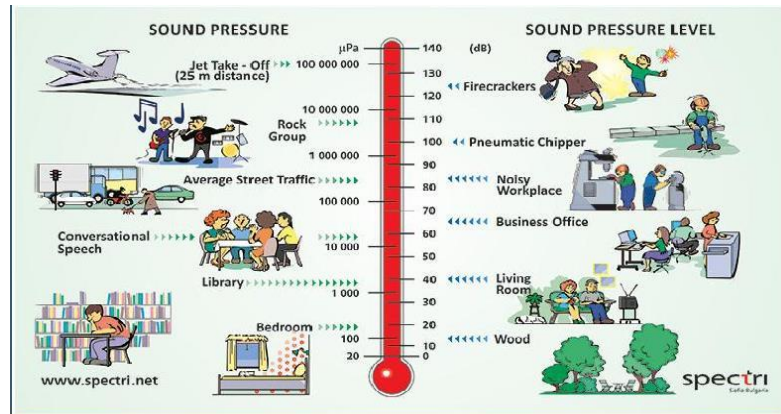 SOUND PRESSURE
SOUND PRESSURE LEVEL
μPa
140
(dB)
Jet Take - Off
(25 m distance)
100 000 000
130
Firecrackers
120
10 000 000
110
Rock
Group
100
Pneumatic Chipper
1 000 000
90
Average Street Traffic
80
Noisy
Workplace
100 000
70
Business Office
Conversational
Speech
60
10 000
50
Library
40
Living
Room
1 000
30
Bedroom
20
100
Wood
10
20
0
www.spectri.net
spectri
Sofia-Bulgaria